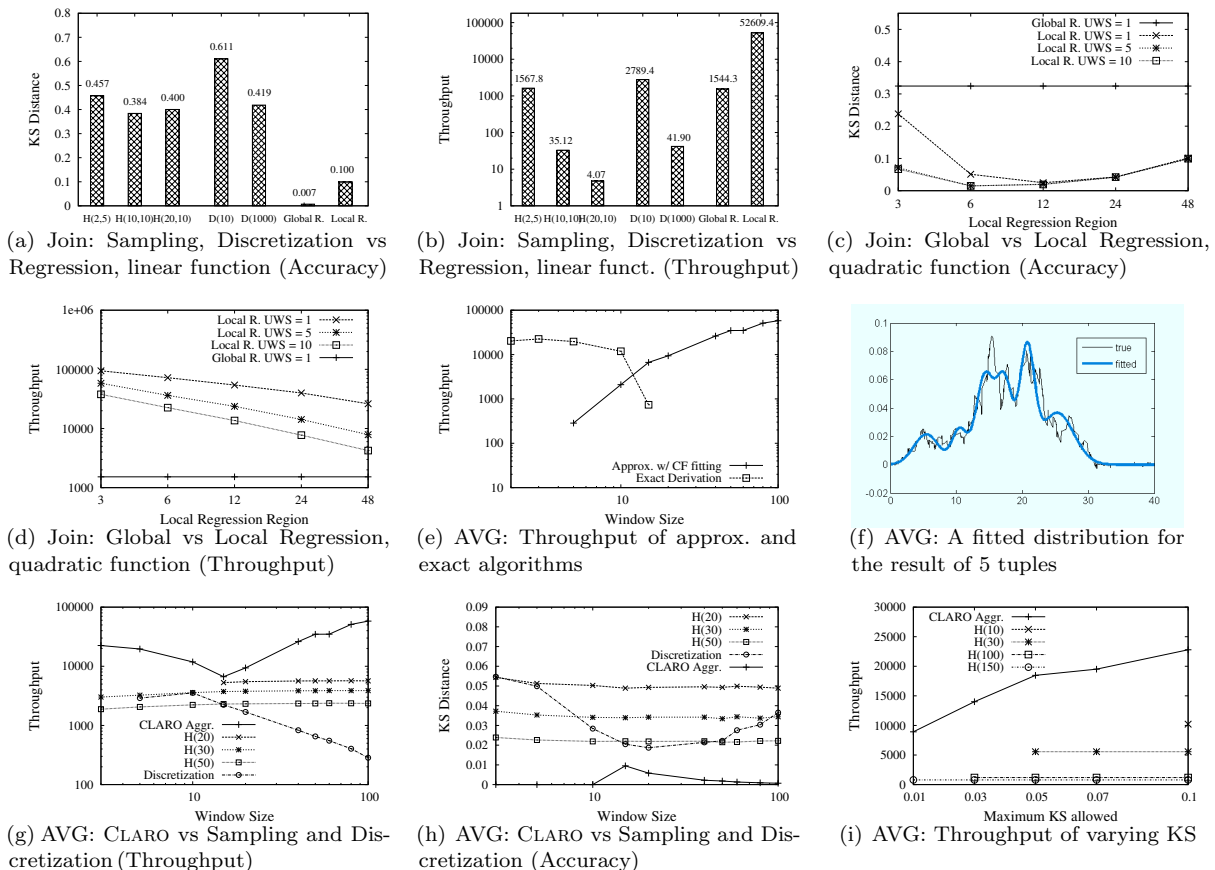 0.8
0.7
0.6
0.5
0.4
0.3
0.2
0.1
0
KS Distance
0.457
0.384
0.400
0.611
0.419
0.007
0.100
H(2,5) H(10,10) H(20,10) D(10) D(1000) Global R. Local R.
(a) Join: Sampling, Discretization vs
Regression, linear function (Accuracy)
100000
10000
1000
100
10
1
Throughput
1567.8
35.12
4.07
2789.4
41.90
1544.3
52609.4
H(2,5) H(10,10) H(20,10) D(10) D(1000) Global R. Local R.
(b) Join: Sampling, Discretization vs
Regression, linear funct. (Throughput)
Global R. UWS = 1
Local R. UWS = 1
Local R. UWS = 5
Local R. UWS = 10
0.5
0.4
0.3
0.2
0.1
0
KS Distance
3 6 12 24 48
Local Regression Region
(c) Join: Global vs Local Regression,
quadratic function (Accuracy)
1e+06
100000
10000
1000
Throughput
Local R. UWS = 1
Local R. UWS = 5
Local R. UWS = 10
Global R. UWS = 1
3 6 12 24 48
Local Regression Region
(d) Join: Global vs Local Regression,
quadratic function (Throughput)
100000
10000
1000
100
10
Throughput
Approx. w/ CF fitting
Exact Derivation
10 100
Window Size
(e) AVG: Throughput of approx. and
exact algorithms
0.1
0.08
0.06
0.04
0.02
0
-0.02
true
fitted
0 10 20 30 40
(f) AVG: A fitted distribution for
the result of 5 tuples
100000
10000
1000
100
Throughput
CLARO Aggr.
H(20)
H(30)
H(50)
Discretization
10 100
Window Size
(g) AVG: CLARO vs Sampling and Dis-
cretization (Throughput)
0.09
0.08
0.07
0.06
0.05
0.04
0.03
0.02
0.01
0
KS Distance
H(20)
H(30)
H(50)
Discretization
CLARO Aggr.
10 100
Window Size
(h) AVG: CLARO vs Sampling and Dis-
cretization (Accuracy)
30000
25000
20000
15000
10000
5000
0
Throughput
CLARO Aggr.
H(10)
H(30)
H(100)
H(150)
0.01 0.03 0.05 0.07 0.1
Maximum KS allowed
(i) AVG: Throughput of varying KS